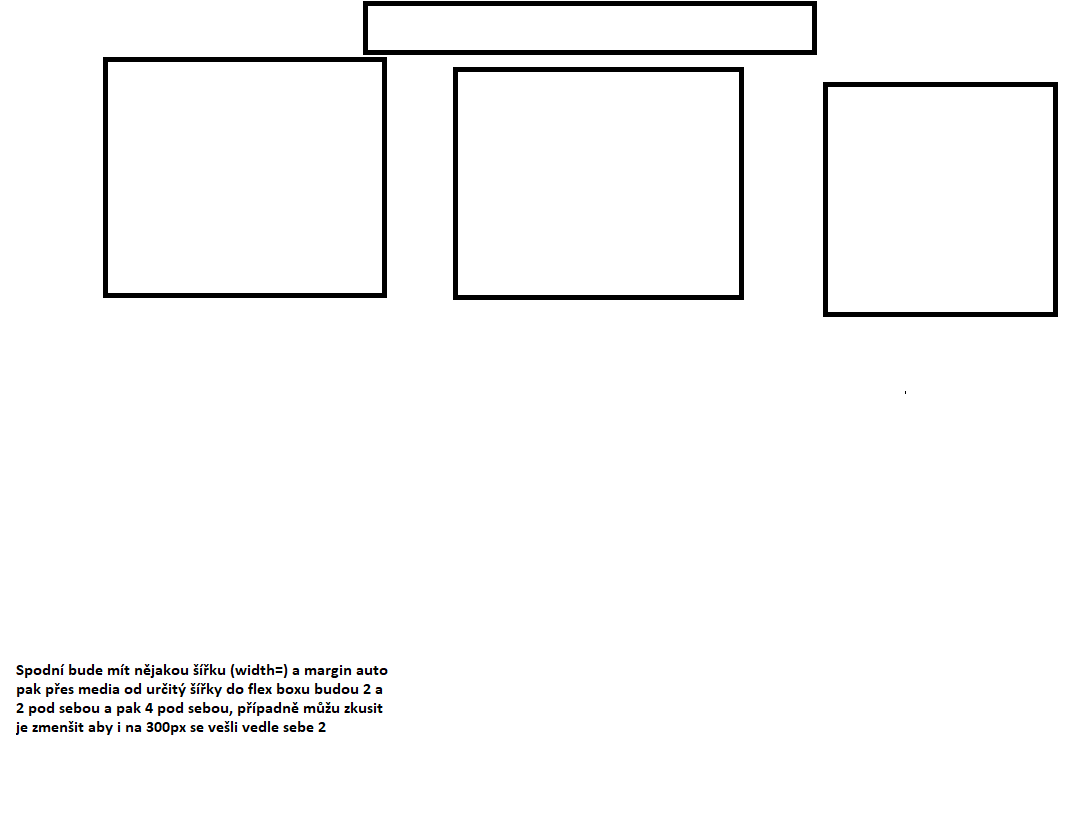 Spodní bude mít nějakou šířku (width=) a margin auto
pak přes media od určitý šířky do flex boxu budou 2 a
2 pod sebou a pak 4 pod sebou, případně můžu zkusit
je zmenšit aby i na 300px se vešli vedle sebe 2